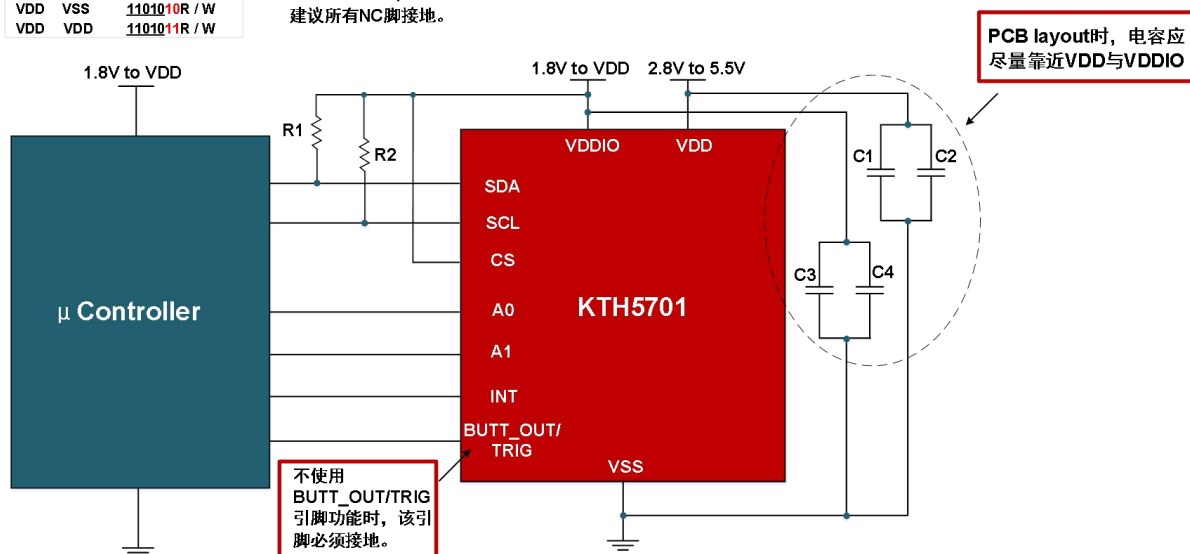 VDD VSS 1101010R / W
VDD VDD 1101011R / W
建议所有NC脚接地。
PCB layout时，电容应
尽量靠近VDD与VDDIO
1.8V to VDD
1.8V to VDD
2.8V to 5.5V
R1
R2
VDDIO
VDD
C1
C2
SDA
SCL
CS
C3
C4
μ Controller
A0
KTH5701
A1
INT
BUTT_OUT/
TRIG
VSS
不使用
BUTT_OUT/TRIG
引脚功能时，该引
脚必须接地。